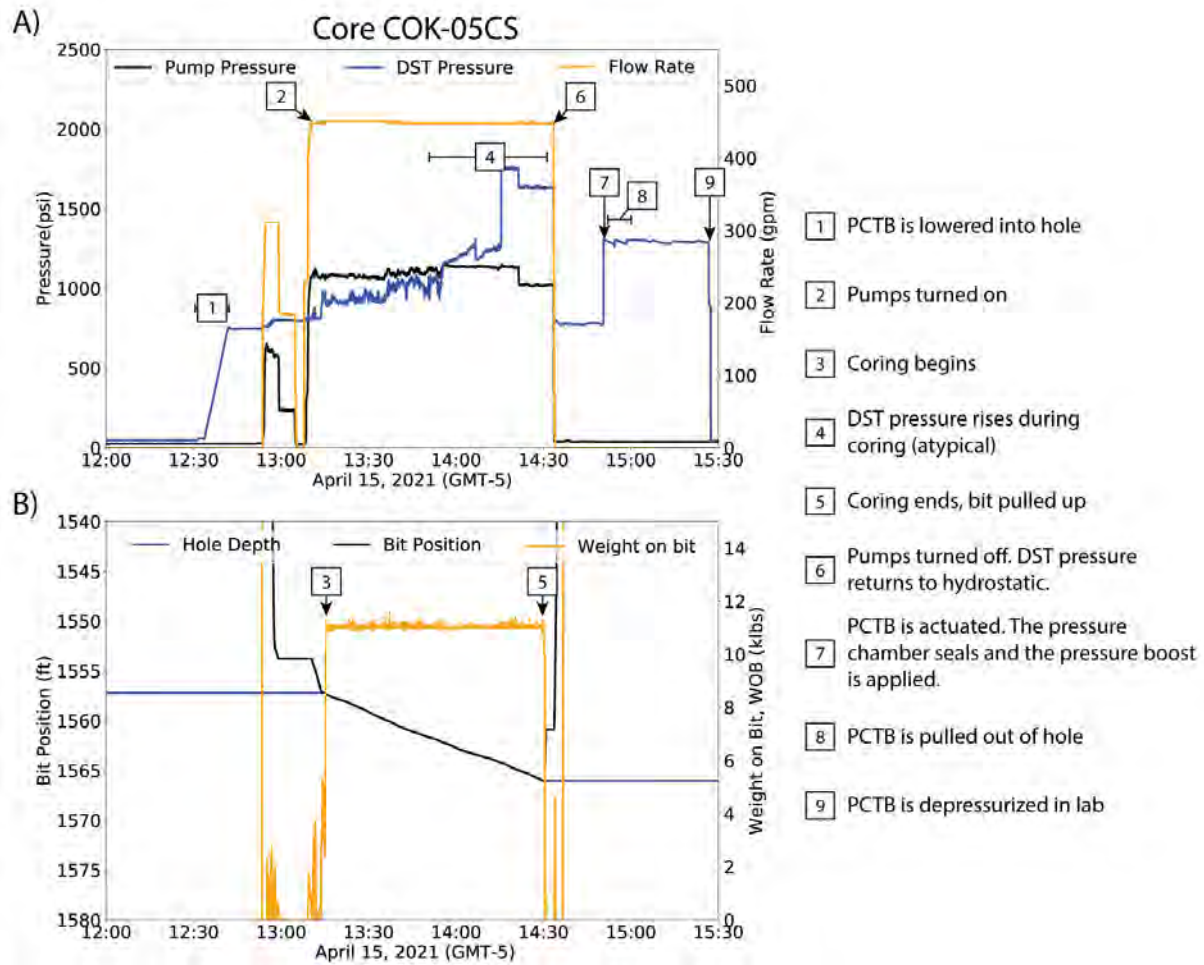 A)
Core COK-05CS
Pump Pressure DST Pressure Flow Rate
2500
2000
1500
1000
500
0
Pressure(psi)
500
400
300
200
100
0
Flow Rate (gpm)
2
6
4
7
8
9
1
12:00 12:30 13:00 13:30 14:00 14:30 15:00 15:30
April 15, 2021 (GMT-5)
B)
Hole Depth Bit Position Weight on bit
1540
1545
1550
1555
1560
1565
1570
1575
1580
Bit Position (ft)
14
12
10
8
6
4
2
0
Weight on Bit, WOB (klbs)
3
5
12:00 12:30 13:00 13:30 14:00 14:30 15:00 15:30
April 15, 2021 (GMT-5)
1 PCTB is lowered into hole
2 Pumps turned on
3 Coring begins
4 DST pressure rises during
coring (atypical)
5 Coring ends, bit pulled up
6 Pumps turned off. DST pressure
returns to hydrostatic.
PCTB is actuated. The pressure
7 chamber seals and the pressure boost
is applied.
8 PCTB is pulled out of hole
9 PCTB is depressurized in lab